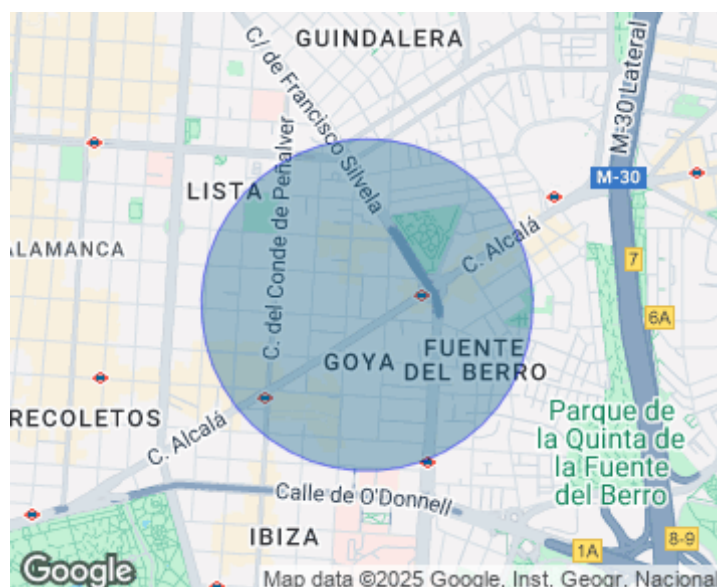 GUINDALERA
C/ de Francisco Silvela
M-30 Lateral
M-30
LISTA
C. del Conde de Peñalver
ALAMANCA
C. Alcalá
7
6A
GOYA
FUENTE
DEL BERRO
RECOLETOS
C. Alcalá
Parque de
la Quinta de
la Fuente
del Berro
Calle de O'Donnell
IBIZA
1A
8-9
Google
Map data ©2025 Google, Inst. Geogr. Nacional